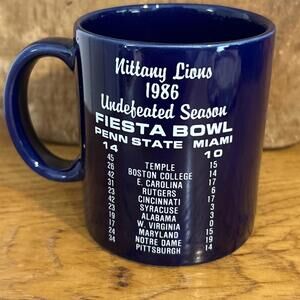 Nittany Lions
1986
Undefeated Season
FIESTA BOWL
PENN STATE MIAMI
14 10
45 TEMPLE 15
26 BOSTON COLLEGE 14
42 E. CAROLINA 17
31 RUTGERS 6
23 CINCINNATI 17
42 SYRACUSE 3
23 ALABAMA 3
19 W. VIRGINIA 0
17 MARYLAND 15
24 NOTRE DAME 19
34 PITTSBURGH 14